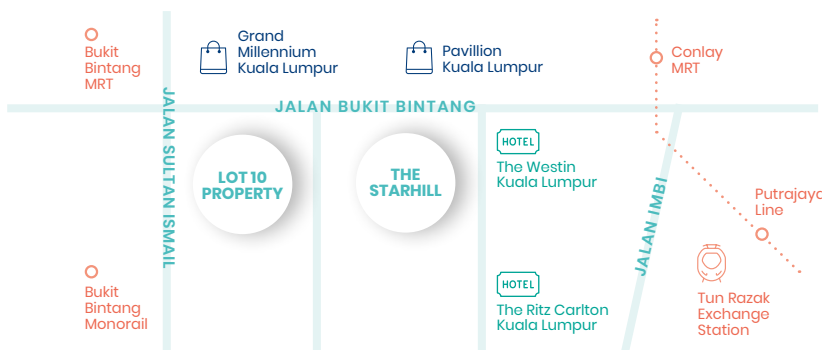 Bukit
Bintang
MRT
Grand
Millennium
Kuala Lumpur
Pavillion
Kuala Lumpur
Conlay
MRT
JALAN BUKIT BINTANG
JALAN SULTAN ISMAIL
LOT 10
PROPERTY
THE
STARHILL
HOTEL
The Westin
Kuala Lumpur
JALAN IMBI
Putrajaya
Line
Bukit
Bintang
Monorail
HOTEL
The Ritz Carlton
Kuala Lumpur
Tun Razak
Exchange
Station